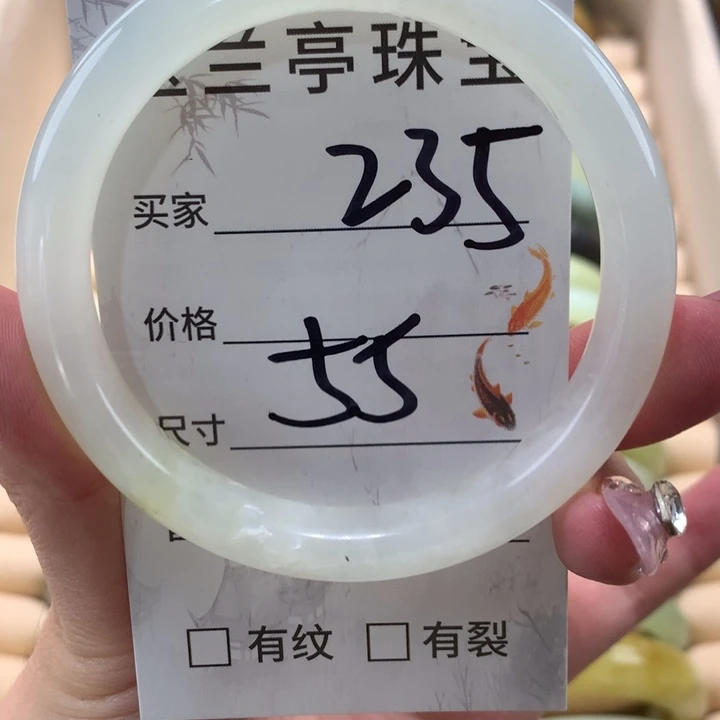 兰亭珠宝
买家 235
价格
尺寸 55
有纹 有裂